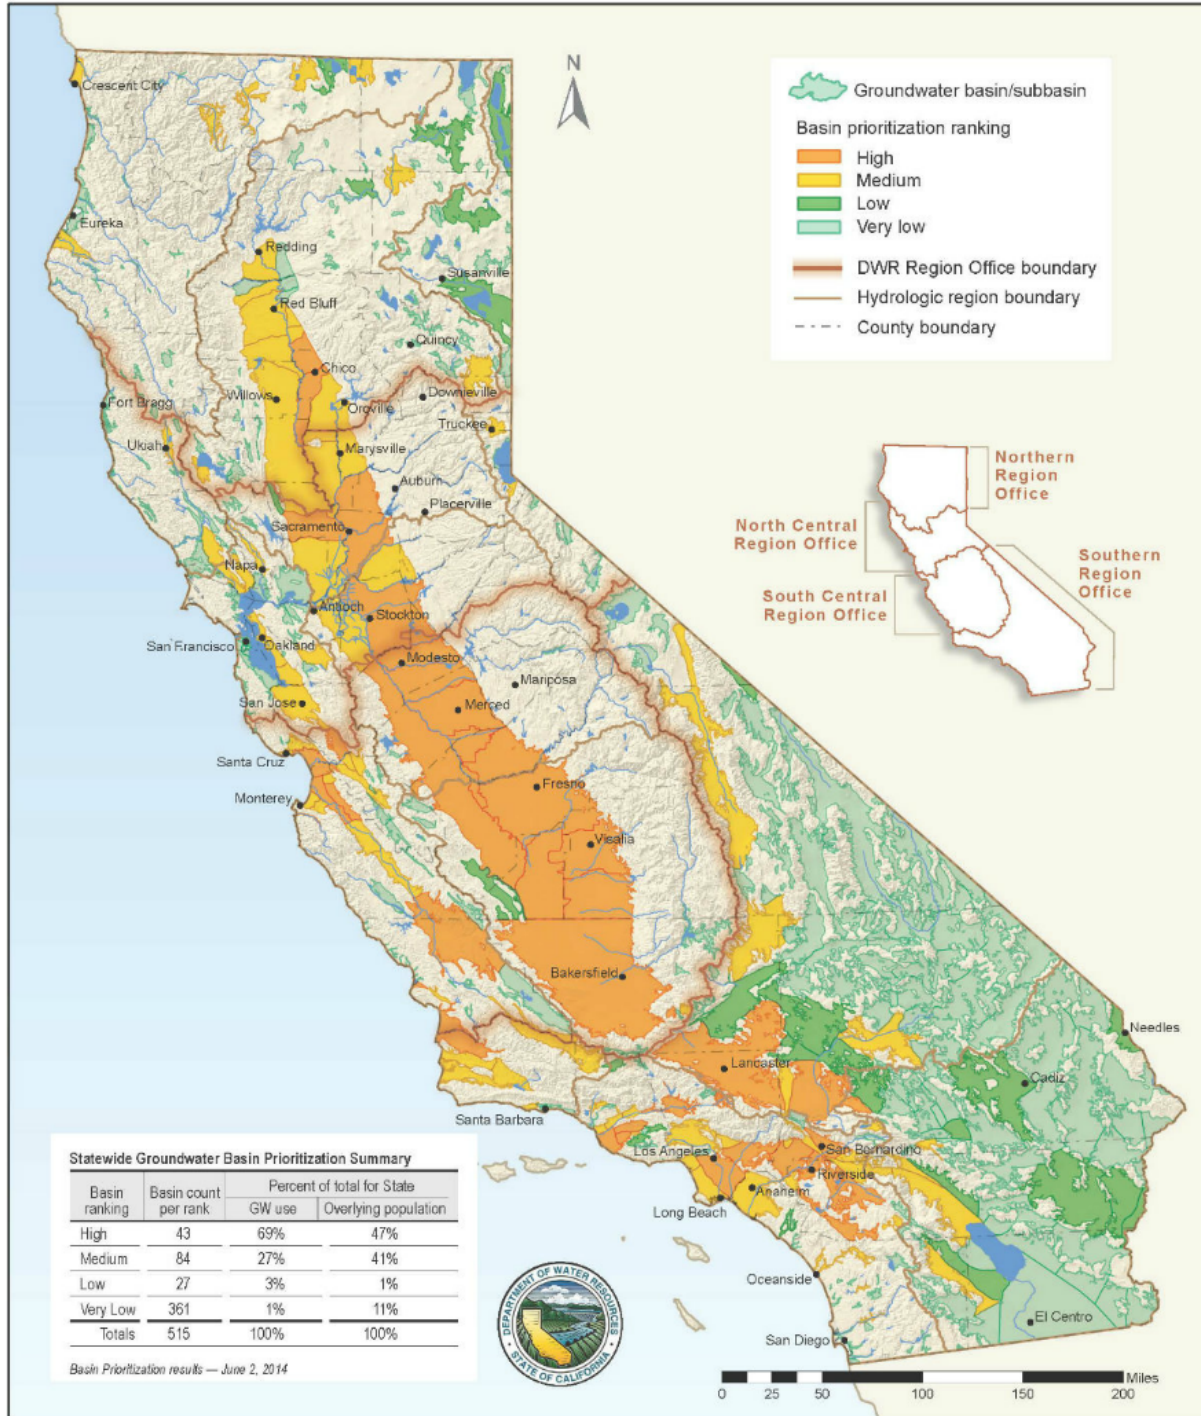 N
Groundwater basin/subbasin
Basin prioritization ranking
High
Medium
Low
Very low
DWR Region Office boundary
Hydrologic region boundary
County boundary
Northern
Region
Office
North Central
Region Office
South Central
Region Office
Southern
Region
Office
Crescent City
Eureka
Redding
Susanville
Red Bluff
Quincy
Chico
Willows
Oroville
Downieville
Fort Bragg
Truckee
Ukiah
Marysville
Auburn
Placerville
Sacramento
Napa
Antioch
Stockton
San Francisco
Oakland
Modesto
Mariposa
San Jose
Merced
Santa Cruz
Fresno
Monterey
Visalia
Bakersfield
Needles
Lancaster
Cadiz
Santa Barbara
Los Angeles
San Bernardino
Riverside
Anaheim
Long Beach
Oceanside
El Centro
San Diego
Statewide Groundwater Basin Prioritization Summary
Basin ranking Basin count per rank Percent of total for State
GW use Overlying population
High 43 69% 47%
Medium 84 27% 41%
Low 27 3% 1%
Very Low 361 1% 11%
Totals 515 100% 100%
Basin Prioritization results — June 2, 2014
DEPARTMENT OF WATER RESOURCES
STATE OF CALIFORNIA
Miles
0 25 50 100 150 200